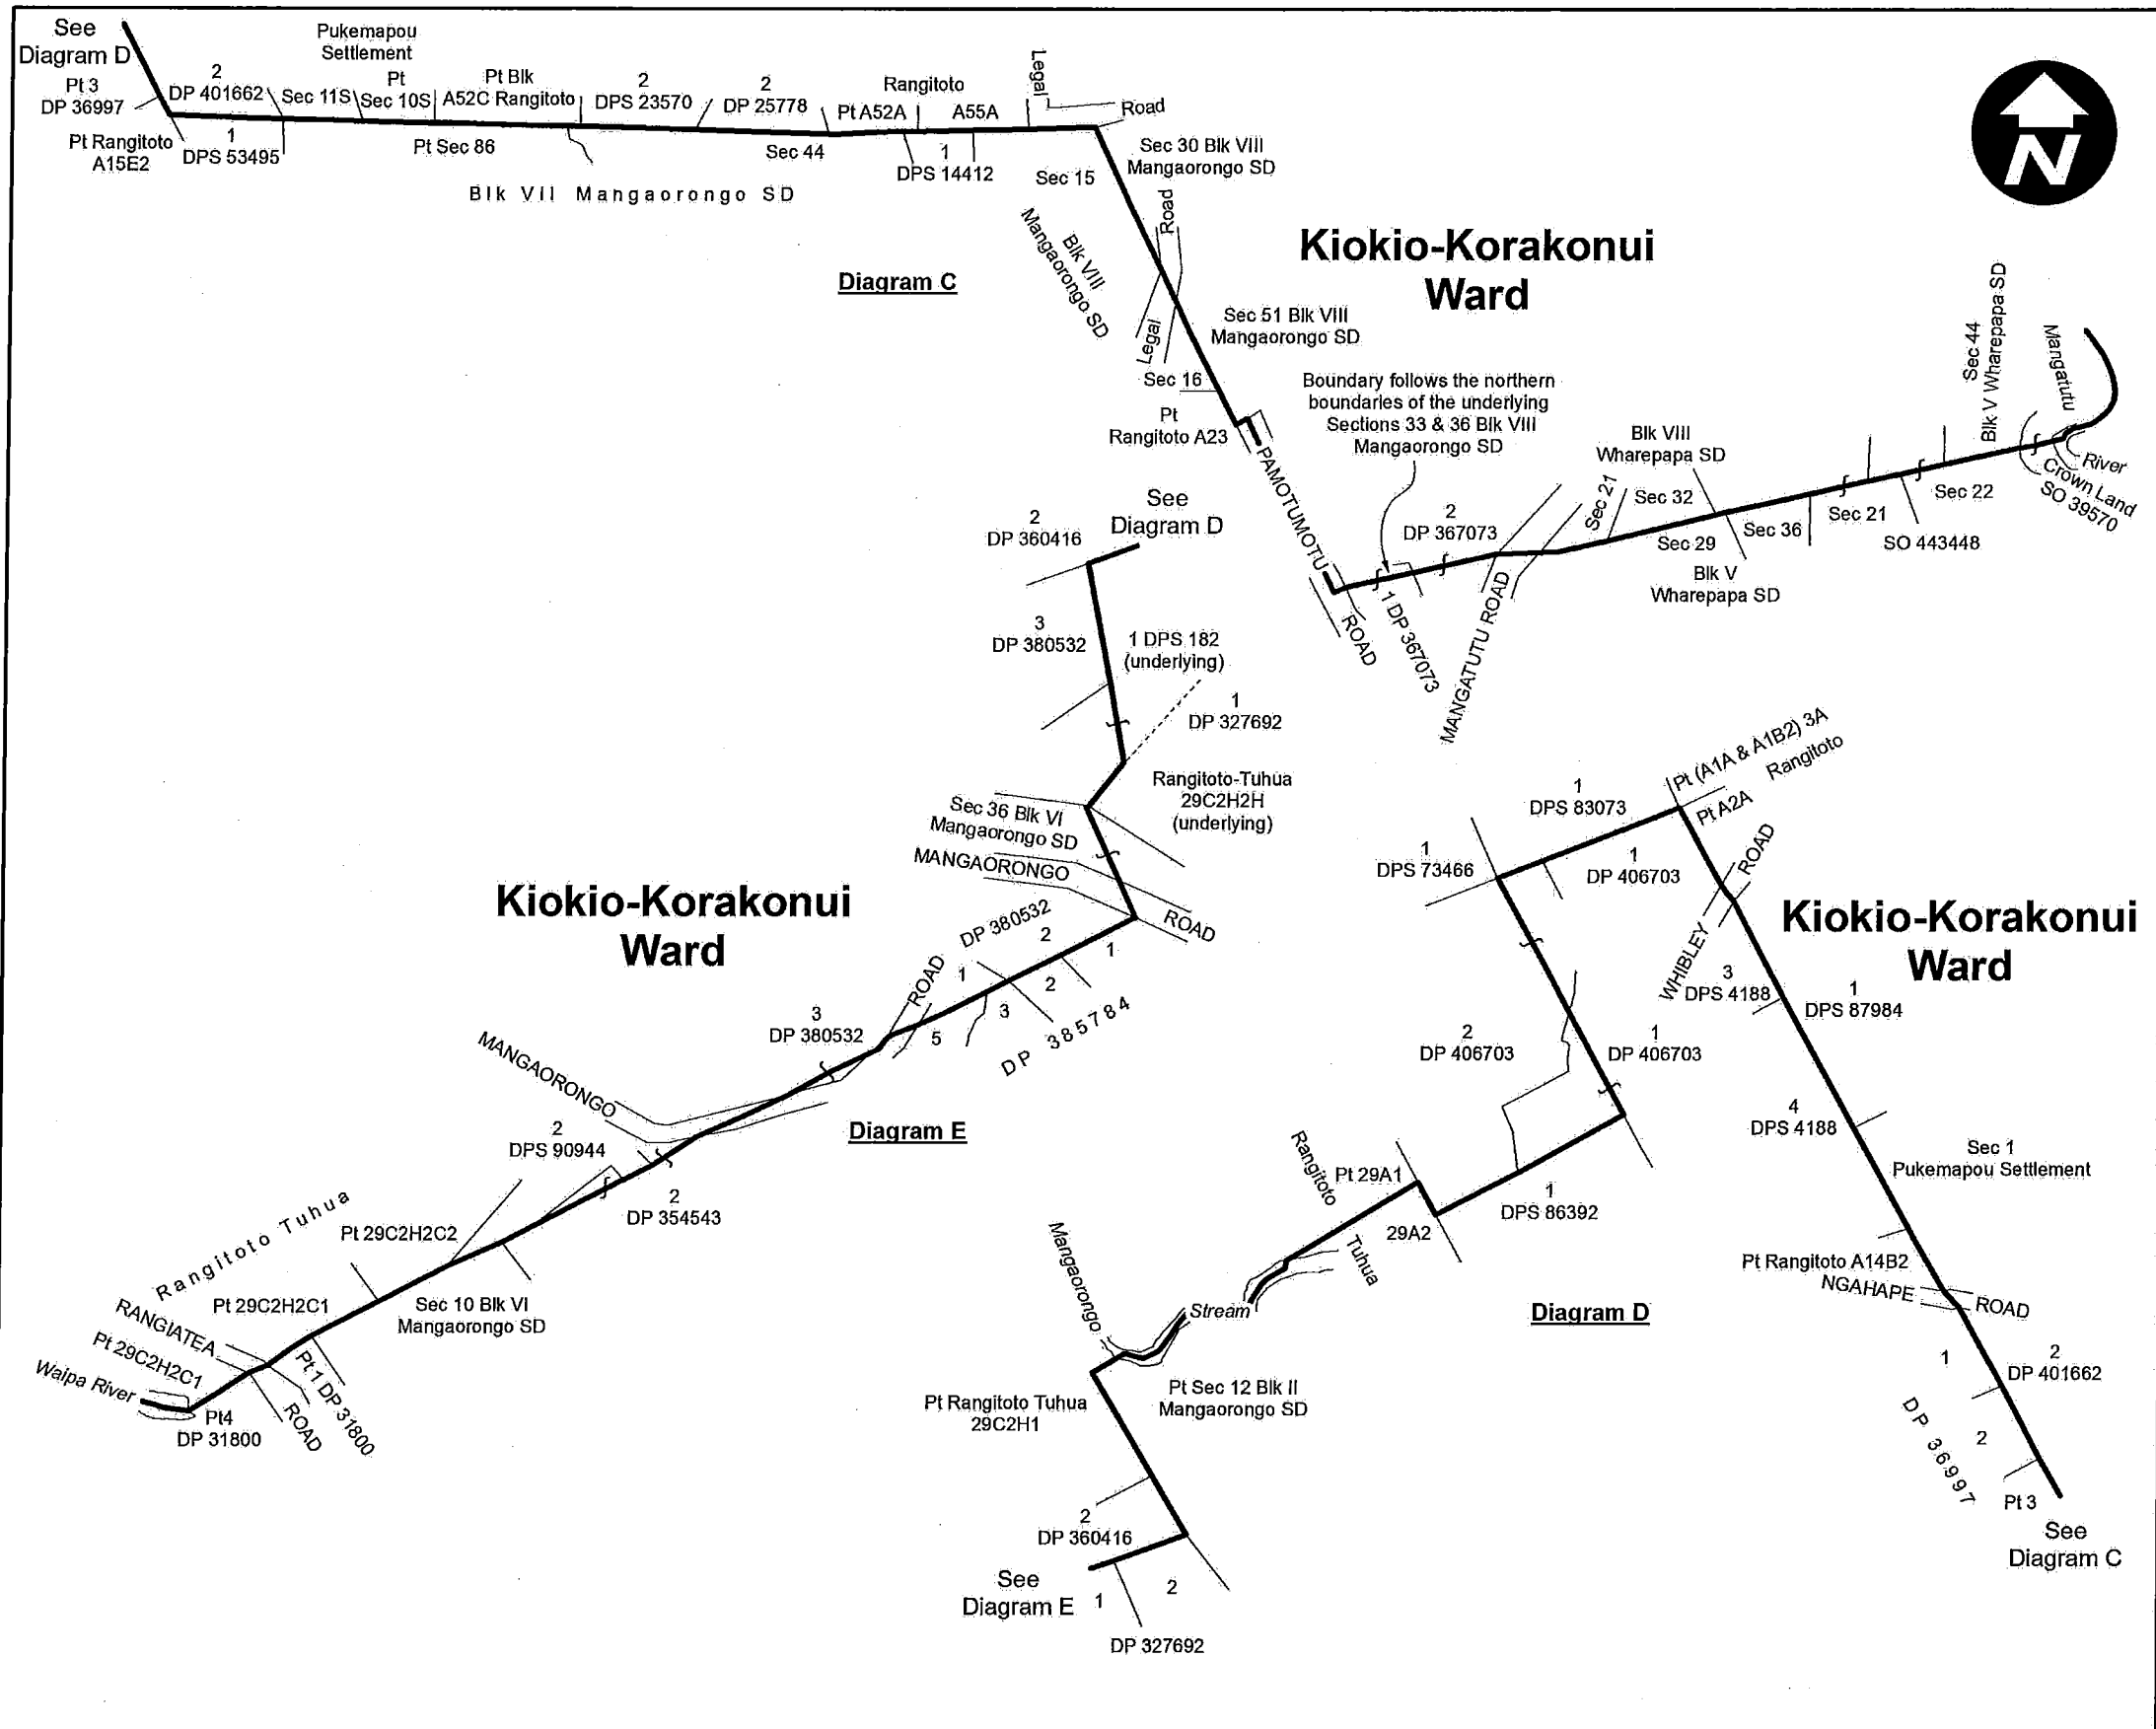 See
Diagram D
Pt 3
DP 36997
Pt Rangitoto
A15E2
2
DP 401662
1
DPS 53495
Pukemapou
Settlement
Sec 11S
Pt
Sec 10S
Pt Blk
A52C Rangitoto
2
DPS 23570
2
DP 25778
Rangitoto
Pt A52A
A55A
Legal
Road
Pt Sec 86
Sec 44
1
DPS 14412
Sec 15
Blk VII Mangaorongo SD
Sec 30 Blk VIII
Mangaorongo SD
Road
Blk VIII
Mangaorongo SD
Diagram C
Kiokio-Korakonui
Ward
N
Legal
Sec 51 Blk VIII
Mangaorongo SD
Sec 16
Pt
Rangitoto A23
Boundary follows the northern
boundaries of the underlying
Sections 33 & 36 Blk VIII
Mangaorongo SD
PAMOTUMOTU
ROAD
2
DP 367073
1 DP 367073
MANGATUTU ROAD
Blk VIII
Wharepapa SD
Sec 21
Sec 32
Sec 29
Blk V
Wharepapa SD
Sec 36
Sec 21
SO 443448
Sec 22
Sec 44
Blk V Wharepapa SD
Mangatutu
River
Crown Land
SO 39570
See
Diagram D
2
DP 360416
3
DP 380532
1 DPS 182
(underlying)
1
DP 327692
Rangitoto-Tuhua
29C2H2H
(underlying)
Sec 36 Blk VI
Mangaorongo SD
MANGAORONGO
ROAD
DP 380532
2
1
1
2
3
5
DP 385784
ROAD
3
DP 380532
Kiokio-Korakonui
Ward
MANGAORONGO
2
DPS 90944
Diagram E
2
DP 354543
Rangitoto Tuhua
Pt 29C2H2C2
Pt 29C2H2C1
Sec 10 Blk VI
Mangaorongo SD
RANGIATEA
ROAD
Pt 29C2H2C1
Waipa River
Pt4
DP 31800
Pt 1 DP 31800
Pt (A1A & A1B2) 3A
Rangitoto
Pt A2A
1
DPS 83073
1
DPS 73466
1
DP 406703
WHIBLEY
ROAD
Kiokio-Korakonui
Ward
3
DPS 4188
1
DPS 87984
2
DP 406703
1
DP 406703
4
DPS 4188
Sec 1
Pukemapou Settlement
Rangitoto
Tuhua
Pt 29A1
29A2
1
DPS 86392
Pt Rangitoto A14B2
NGAHAPE
ROAD
Mangaorongo
Stream
Diagram D
Pt Rangitoto Tuhua
29C2H1
Pt Sec 12 Blk II
Mangaorongo SD
1
2
DP 401662
DP 36997
2
Pt 3
See
Diagram C
2
DP 360416
See
Diagram E
1
2
DP 327692